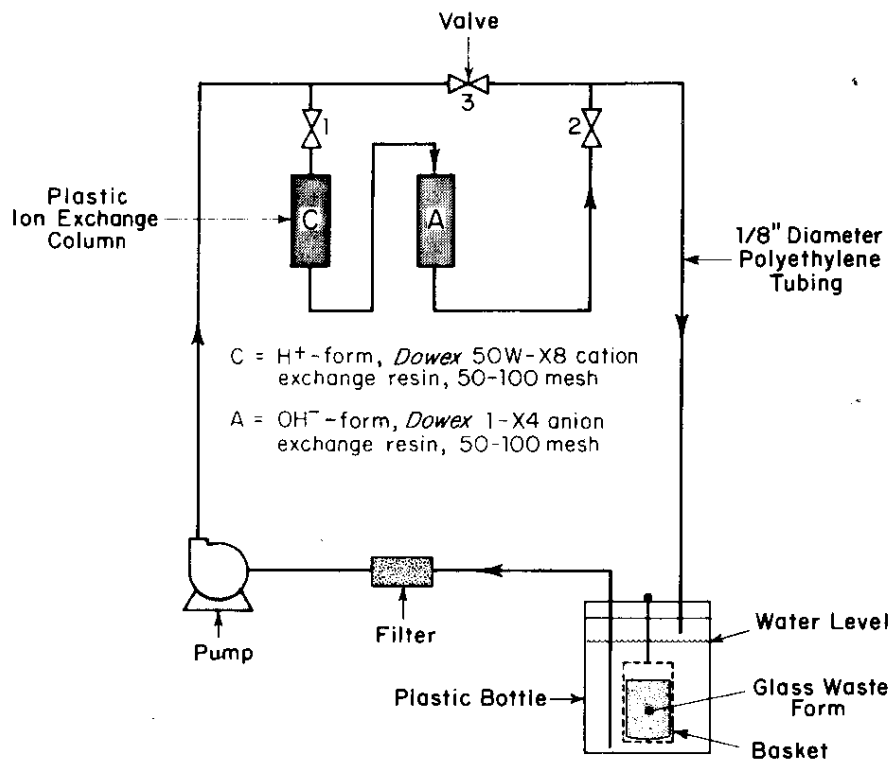 Valve
3
1
2
Plastic
Ion Exchange
Column
C
A
1/8" Diameter
Polyethylene
Tubing
C = H+-form, Dowex 50W-X8 cation
exchange resin, 50-100 mesh
A = OH⁻-form, Dowex 1-X4 anion
exchange resin, 50-100 mesh
Pump
Filter
Water Level
Plastic Bottle
Glass Waste
Form
Basket